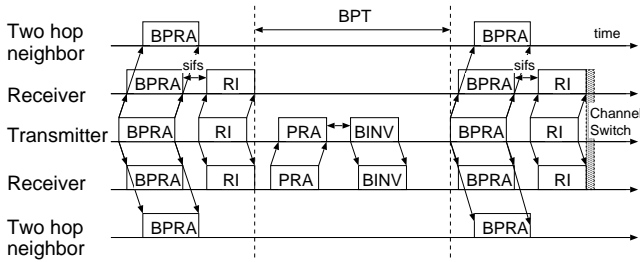 BPT
Two hop
neighbor
BPRA
BPRA
time
sifs
sifs
Receiver
BPRA
RI
BPRA
RI
Transmitter
BPRA
RI
PRA
BINV
BPRA
RI
Channel
Switch
Receiver
BPRA
RI
PRA
BINV
BPRA
RI
Two hop
neighbor
BPRA
BPRA